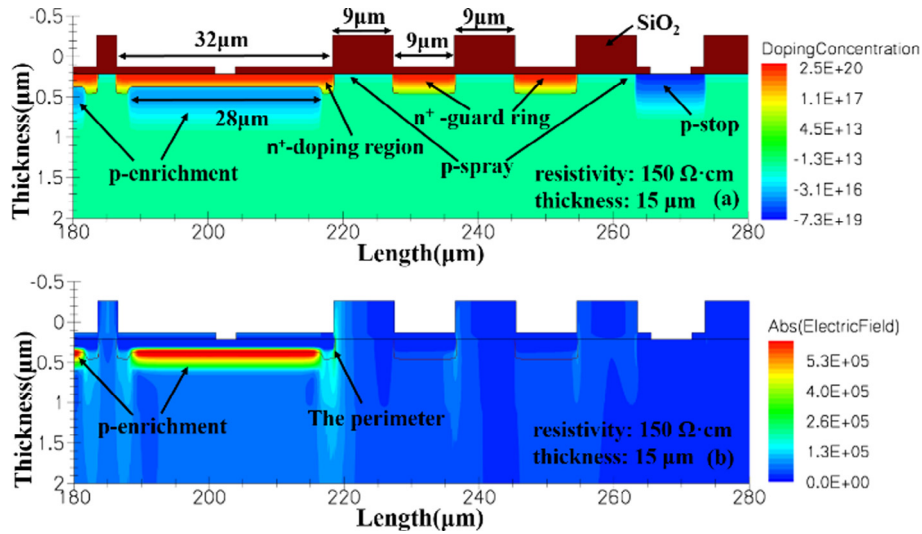 9μm 9μm SiO2
-0.5
0
0.5
1
1.5
2
Thickness(μm)
32μm
9μm
28μm
n+-guard ring
n+-doping region
p-enrichment
p-spray
p-stop
resistivity: 150 Ω·cm
thickness: 15 μm (a)
180 200 220 240 260 280
Length(μm)
DopingConcentration
2.5E+20
1.1E+17
4.5E+13
-7.3E+12
-3.1E+16
-7.3E+19
-0.5
0
0.5
1
1.5
2
Thickness(μm)
p-enrichment
The perimeter
resistivity: 150 Ω·cm
thickness: 15 μm (b)
180 200 220 240 260 280
Length(μm)
Abs(ElectricField)
5.3E+05
4.0E+05
2.6E+05
1.3E+05
0.0E+00